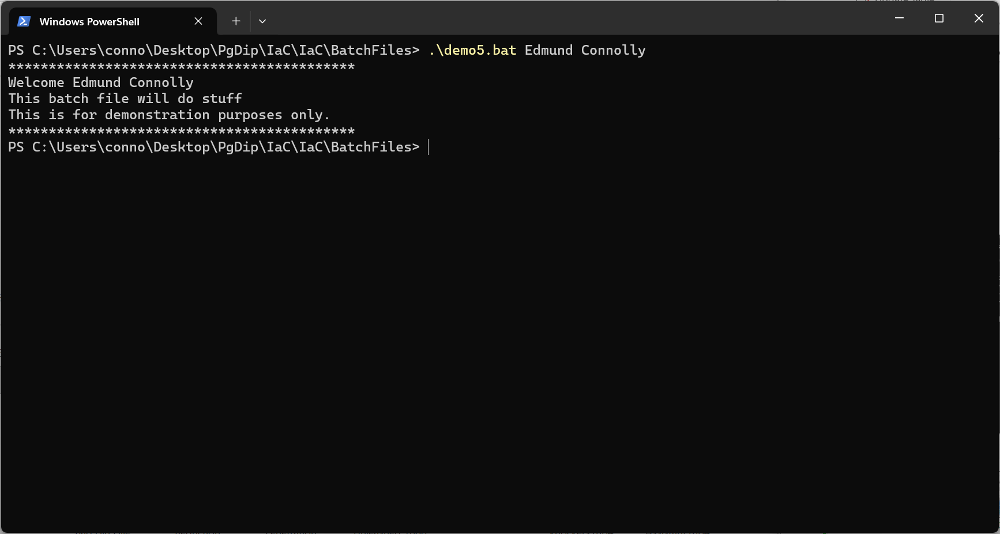 Windows PowerShell
PS C:\Users\conno\Desktop\PgDip\IaC\IaC\BatchFiles> .\demo5.bat Edmund Connolly
*******************************************
Welcome Edmund Connolly
This batch file will do stuff
This is for demonstration purposes only.
*******************************************
PS C:\Users\conno\Desktop\PgDip\IaC\IaC\BatchFiles>